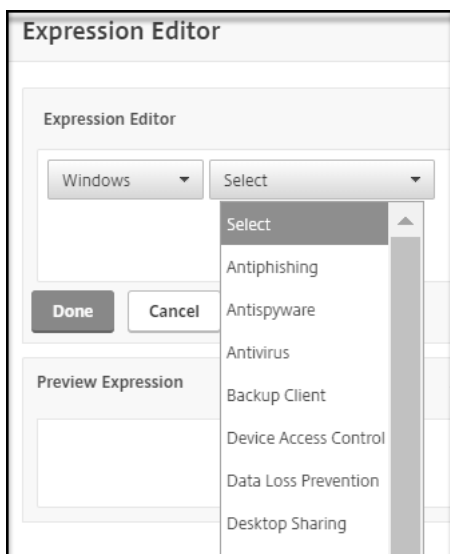 Expression Editor
Expression Editor
Windows Select
Select
Antiphishing
Done Cancel Antispyware
Antivirus
Preview Expression
Backup Client
Device Access Control
Data Loss Prevention
Desktop Sharing